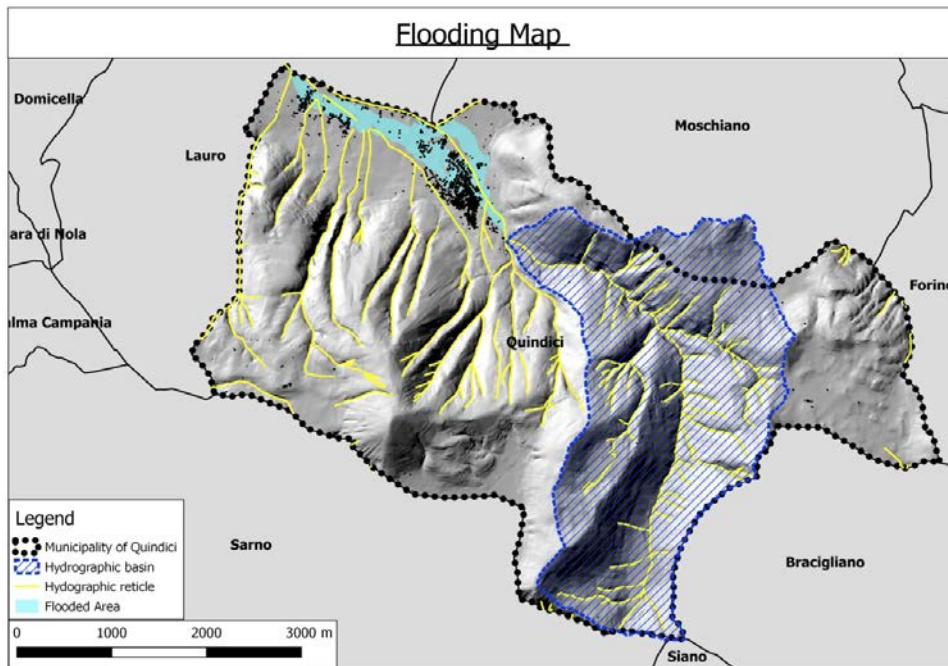 Flooding Map
Domicella
Moschiano
Lauro
ara di Nola
Forino
alma Campania
Quindici
Legend
Municipality of Quindici
Hydrographic basin
Hydographic reticle
Flooded Area
Sarno
Bracigliano
0 1000 2000 3000 m
Siano